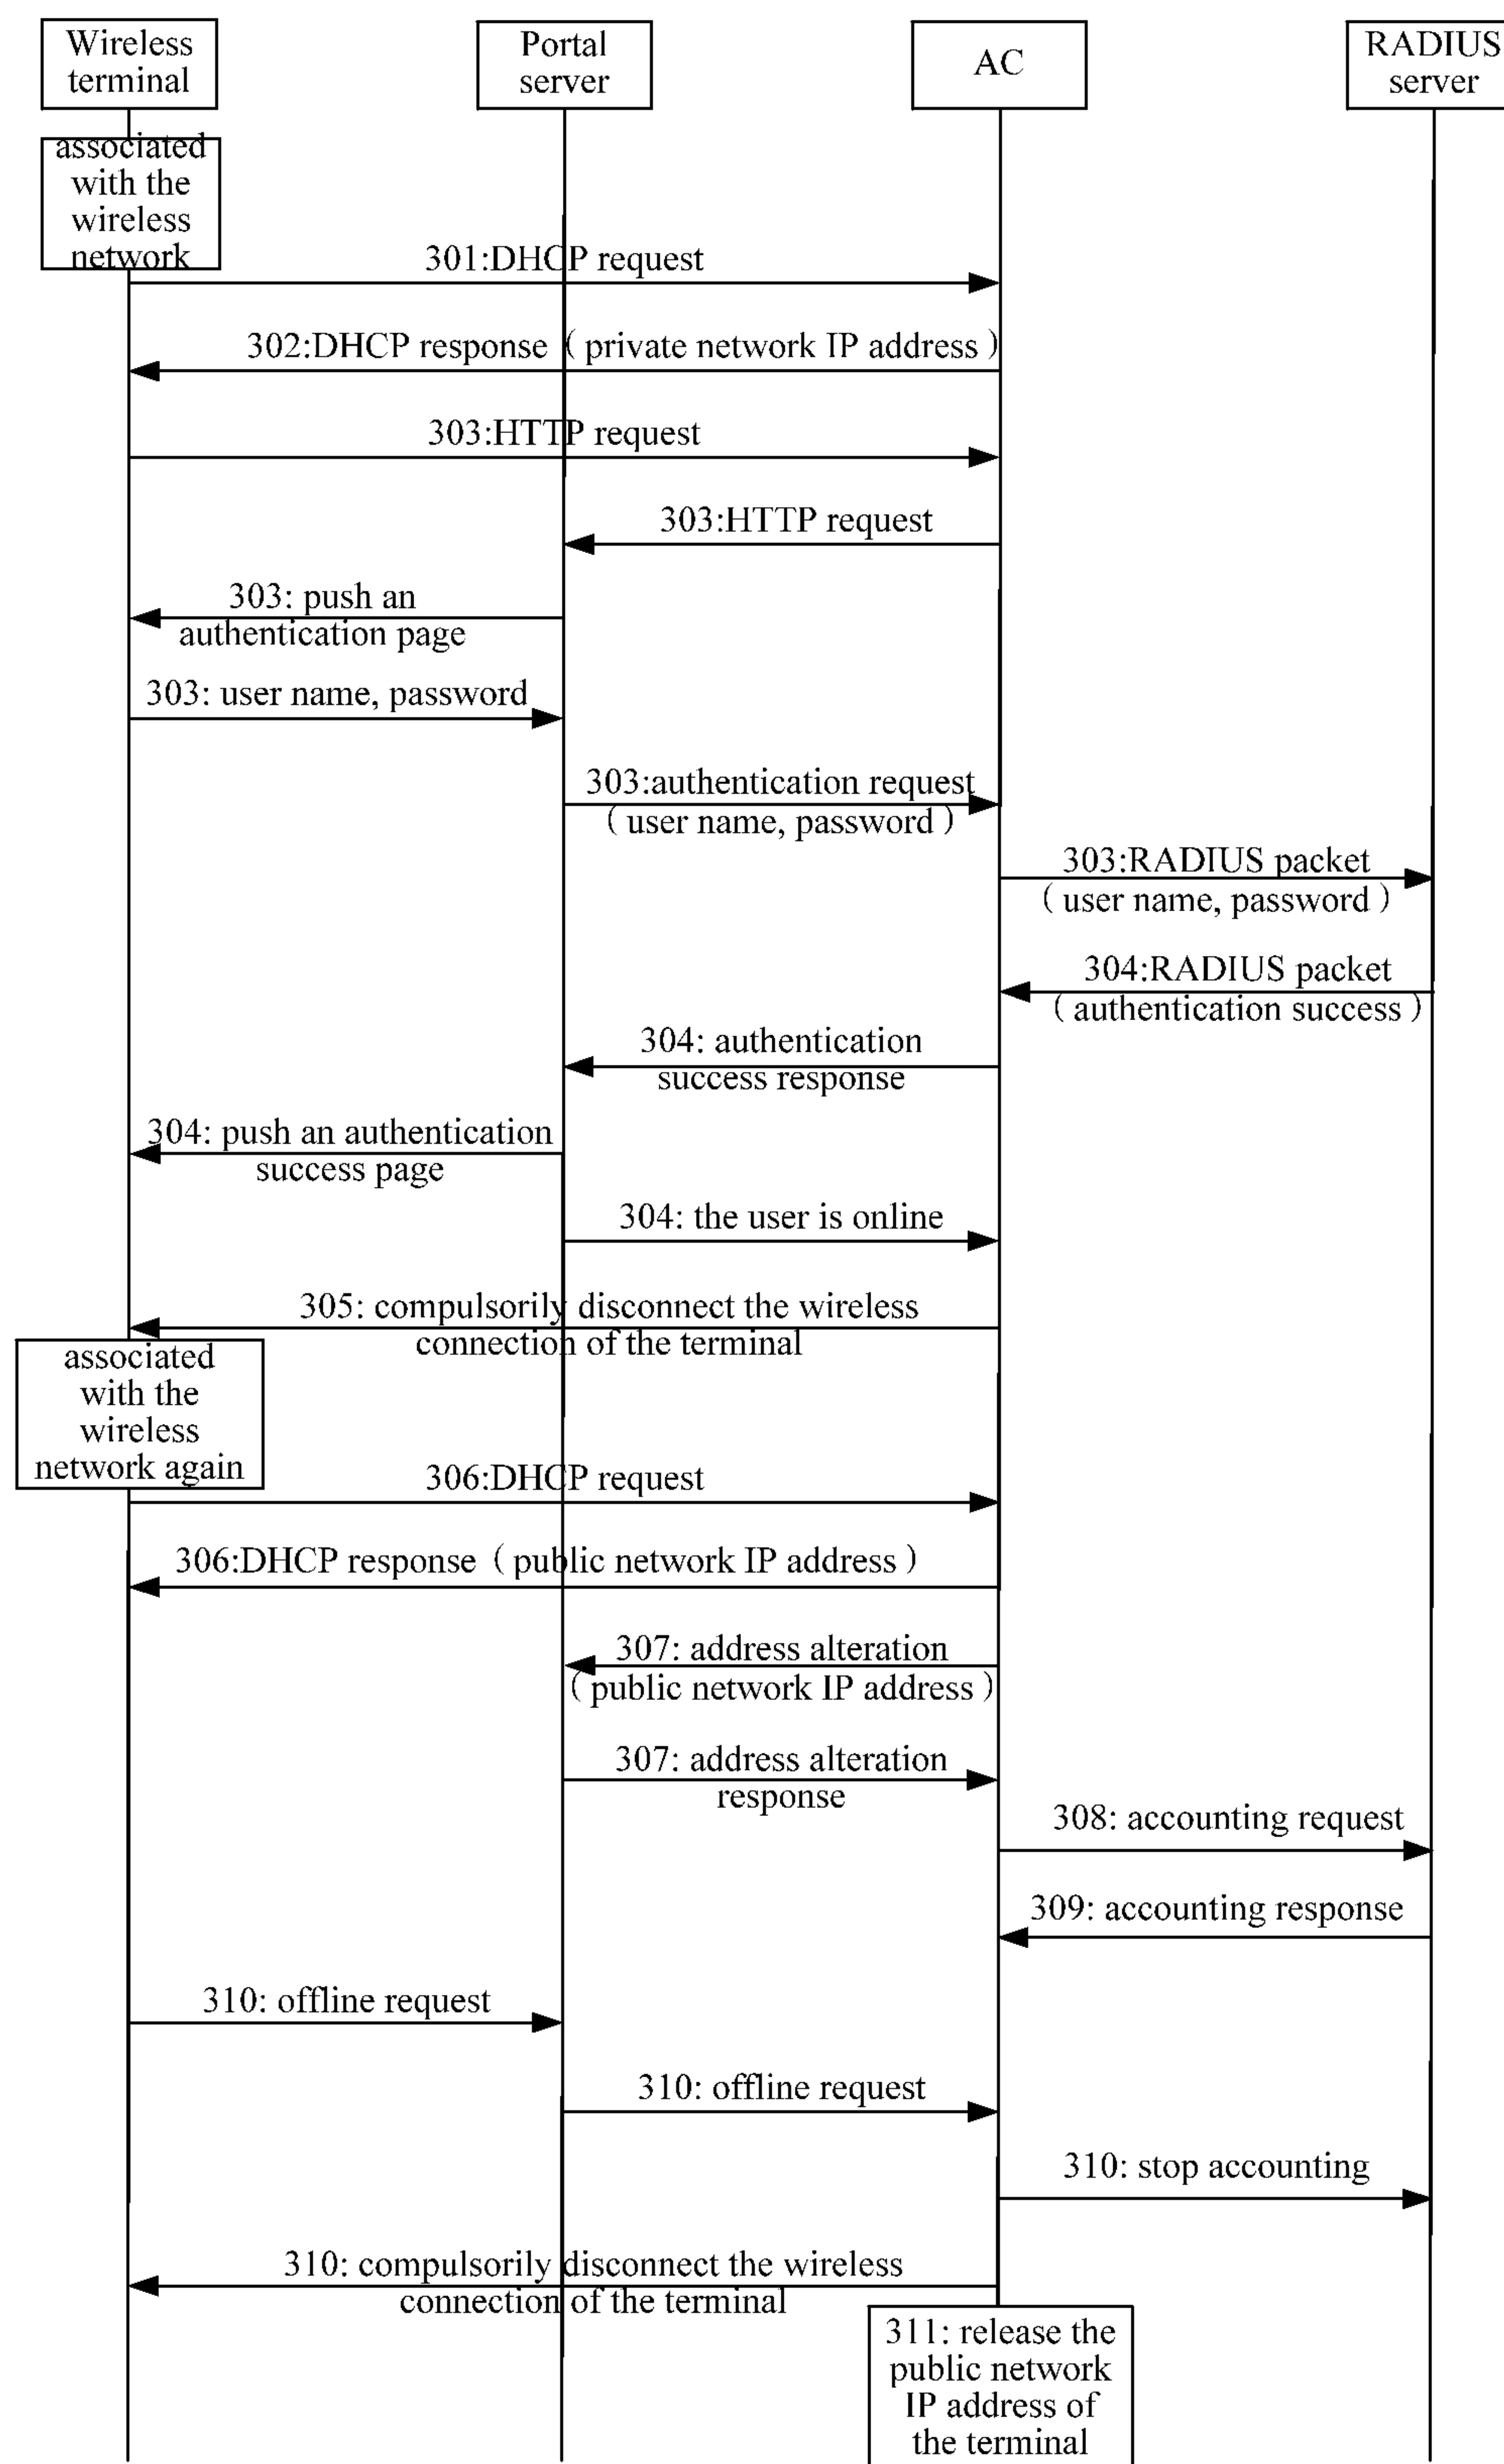 Wireless
terminal
Portal
server
AC
RADIUS
server
associated
with the
wireless
network
301:DHCP request
302:DHCP response（private network IP address）
303:HTTP request
303:HTTP request
303: push an
authentication page
303: user name, password
303:authentication request
（user name, password）
303:RADIUS packet
（user name, password）
304:RADIUS packet
（authentication success）
304: authentication
success response
304: push an authentication
success page
304: the user is online
305: compulsorily disconnect the wireless
connection of the terminal
associated
with the
wireless
network again
306:DHCP request
306:DHCP response（public network IP address）
307: address alteration
（public network IP address）
307: address alteration
response
308: accounting request
309: accounting response
310: offline request
310: offline request
310: stop accounting
310: compulsorily disconnect the wireless
connection of the terminal
311: release the
public network
IP address of
the terminal